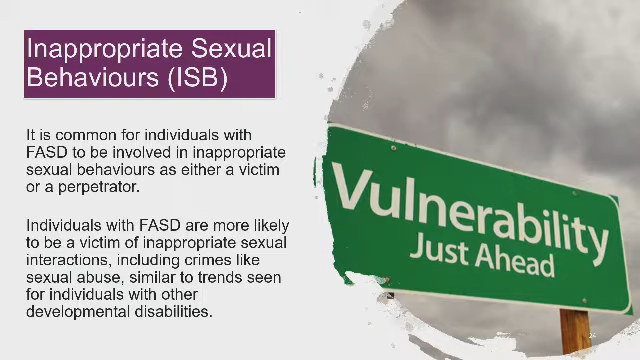 Inappropriate Sexual
Behaviours (ISB)
It is common for individuals with
FASD to be involved in inappropriate
sexual behaviours as either a victim
or a perpetrator.
Individuals with FASD are more likely
to be a victim of inappropriate sexual
interactions, including crimes like
sexual abuse, similar to trends seen
for individuals with other
developmental disabilities.
Vulnerability
Just Ahead